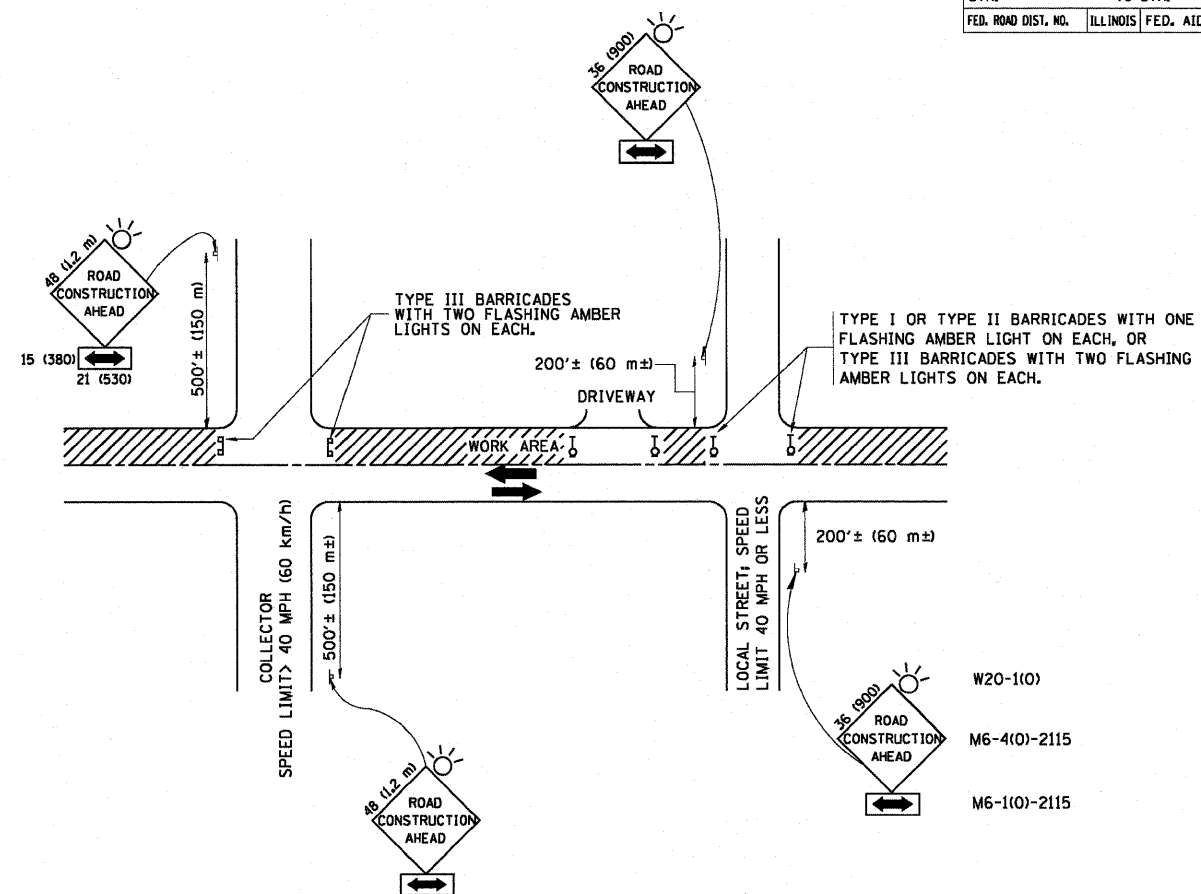 FED. ROAD DIST. NO. ILLINOIS FED. AID
36 (900)
ROAD
CONSTRUCTION
AHEAD
48 (1.2 m)
ROAD
CONSTRUCTION
AHEAD
15 (380)
21 (530)
500'± (150 m)
TYPE III BARRICADES
WITH TWO FLASHING AMBER
LIGHTS ON EACH.
200'± (60 m±)
DRIVEWAY
TYPE I OR TYPE II BARRICADES WITH ONE
FLASHING AMBER LIGHT ON EACH, OR
TYPE III BARRICADES WITH TWO FLASHING
AMBER LIGHTS ON EACH.
WORK AREA
COLLECTOR
SPEED LIMIT> 40 MPH (60 km/h)
500'± (150 m±)
LOCAL STREET; SPEED
LIMIT 40 MPH OR LESS
200'± (60 m±)
48 (1.2 m)
ROAD
CONSTRUCTION
AHEAD
36 (900)
ROAD
CONSTRUCTION
AHEAD
W20-1(O)
M6-4(O)-2115
M6-1(O)-2115